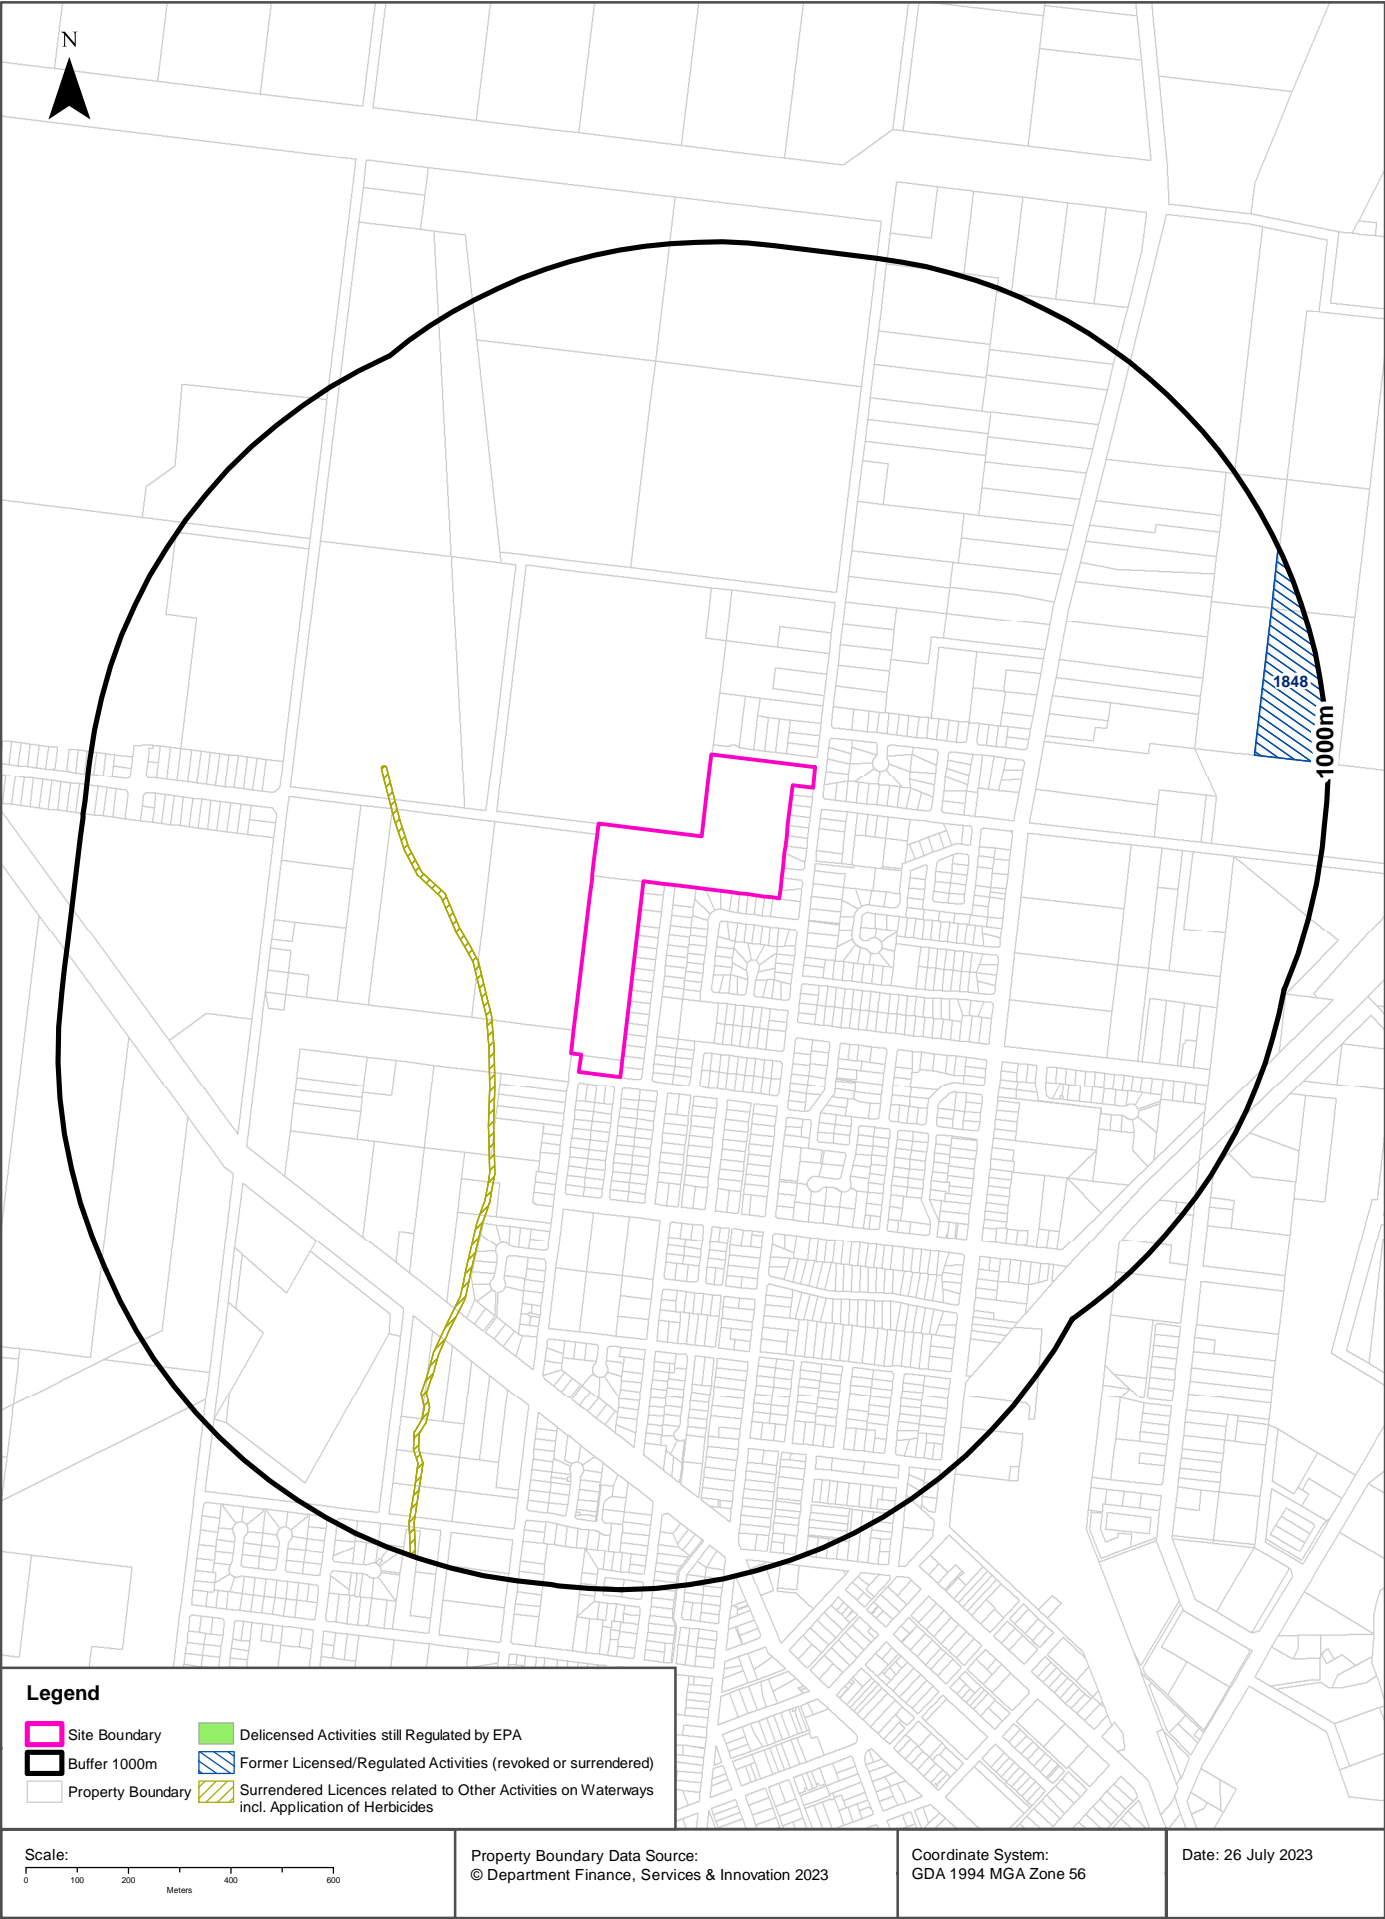 N
1848
1000m
Legend
Site Boundary
Buffer 1000m
Property Boundary
Delicensed Activities still Regulated by EPA
Former Licensed/Regulated Activities (revoked or surrendered)
Surrendered Licences related to Other Activities on Waterways
incl. Application of Herbicides
Scale:
0 100 200 400 600
Meters
Property Boundary Data Source:
© Department Finance, Services & Innovation 2023
Coordinate System:
GDA 1994 MGA Zone 56
Date: 26 July 2023